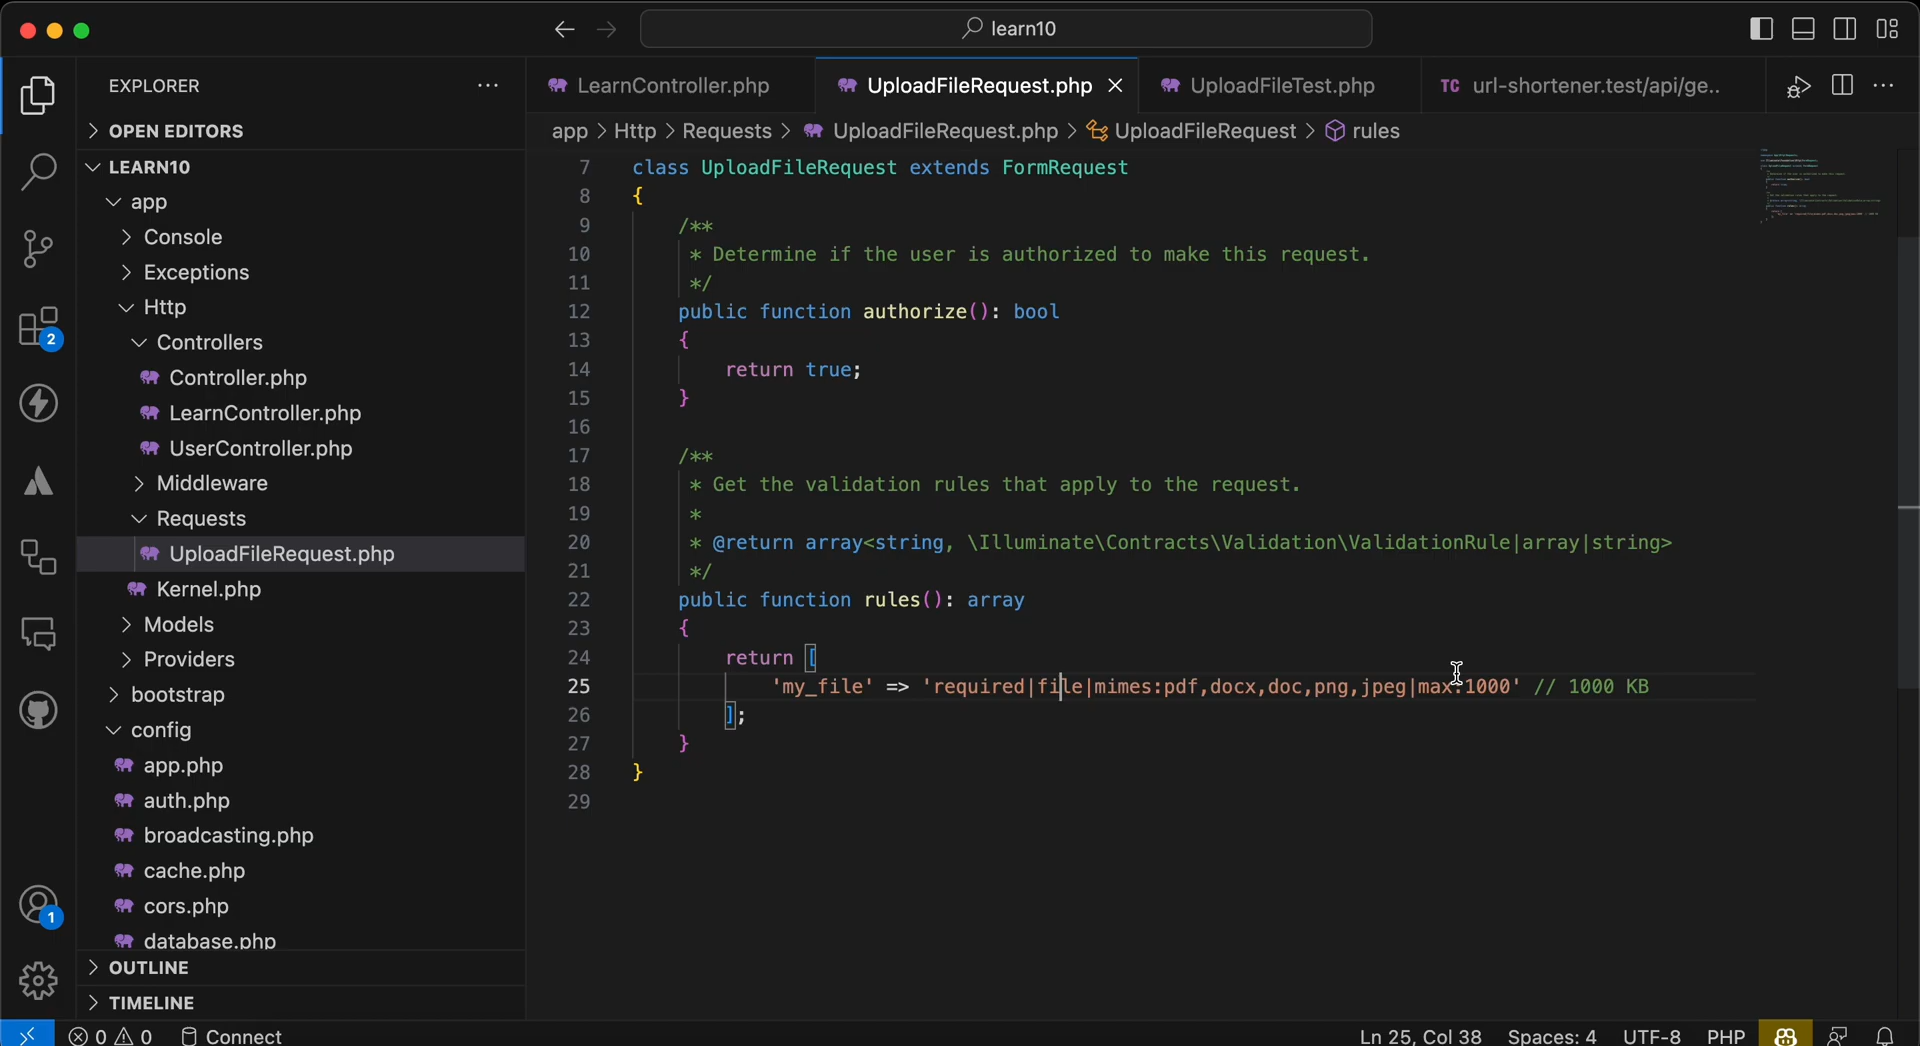 learn10
EXPLORER
LearnController.php
UploadFileRequest.php
UploadFileTest.php
TC url-shortener.test/api/ge..
OPEN EDITORS
app > Http > Requests > UploadFileRequest.php > UploadFileRequest > rules
LEARN10
app
Console
Exceptions
Http
Controllers
Controller.php
LearnController.php
UserController.php
Middleware
Requests
UploadFileRequest.php
Kernel.php
Models
Providers
bootstrap
config
app.php
auth.php
broadcasting.php
cache.php
cors.php
database.php
OUTLINE
TIMELINE
2
1
7 class UploadFileRequest extends FormRequest
8 {
9 /**
10 * Determine if the user is authorized to make this request.
11 */
12 public function authorize(): bool
13 {
14 return true;
15 }
16
17 /**
18 * Get the validation rules that apply to the request.
19 *
20 * @return array<string, \Illuminate\Contracts\Validation\ValidationRule|array|string>
21 */
22 public function rules(): array
23 {
24 return [
25 'my_file' => 'required|file|mimes:pdf,docx,doc,png,jpeg|max:1000' // 1000 KB
26 ];
27 }
28 }
29
0 0 Connect
Ln 25, Col 38 Spaces: 4 UTF-8 PHP